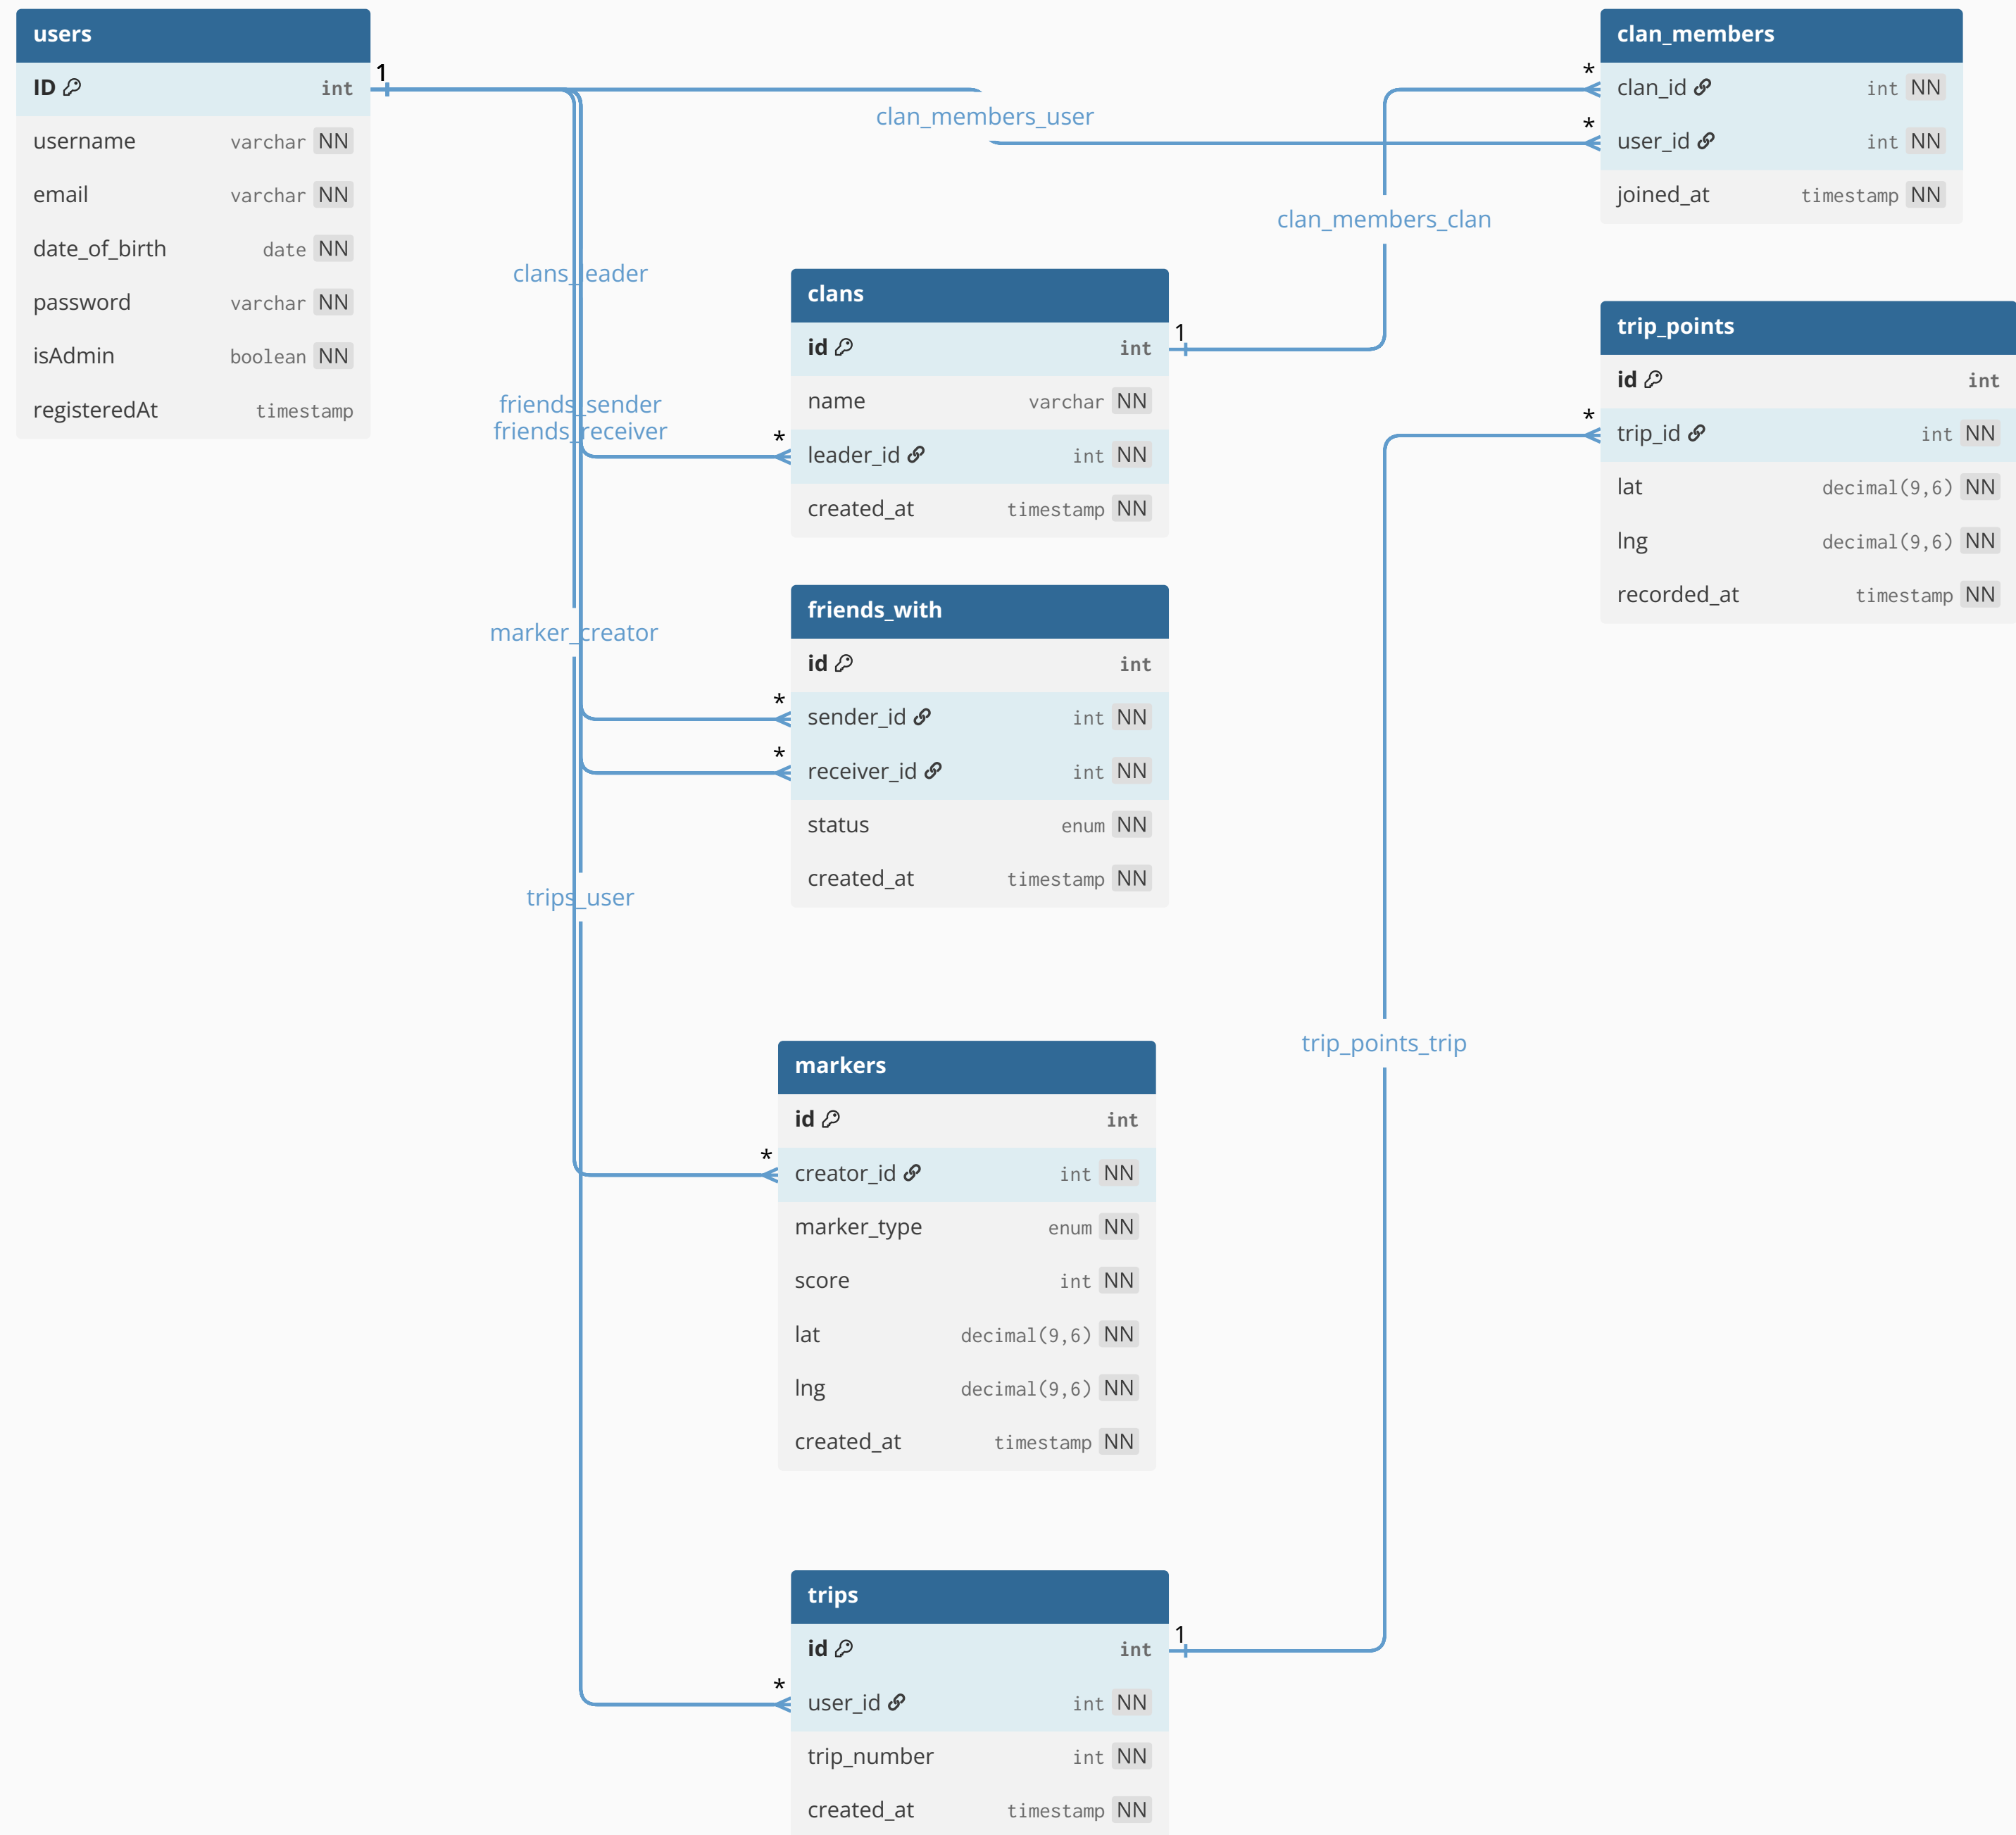 users
ID int
username varchar NN
email varchar NN
date_of_birth date NN
password varchar NN
isAdmin boolean NN
registeredAt timestamp
1
clan_members_user
clans_leader
friends_sender
friends_receiver
marker_creator
trips_user
clans
id int
name varchar NN
* leader_id int NN
created_at timestamp NN
1
clan_members_clan
friends_with
id int
* sender_id int NN
* receiver_id int NN
status enum NN
created_at timestamp NN
markers
id int
* creator_id int NN
marker_type enum NN
score int NN
lat decimal(9,6) NN
lng decimal(9,6) NN
created_at timestamp NN
trips
id int
1
* user_id int NN
trip_number int NN
created_at timestamp NN
trip_points_trip
clan_members
* clan_id int NN
* user_id int NN
joined_at timestamp NN
trip_points
id int
* trip_id int NN
lat decimal(9,6) NN
lng decimal(9,6) NN
recorded_at timestamp NN